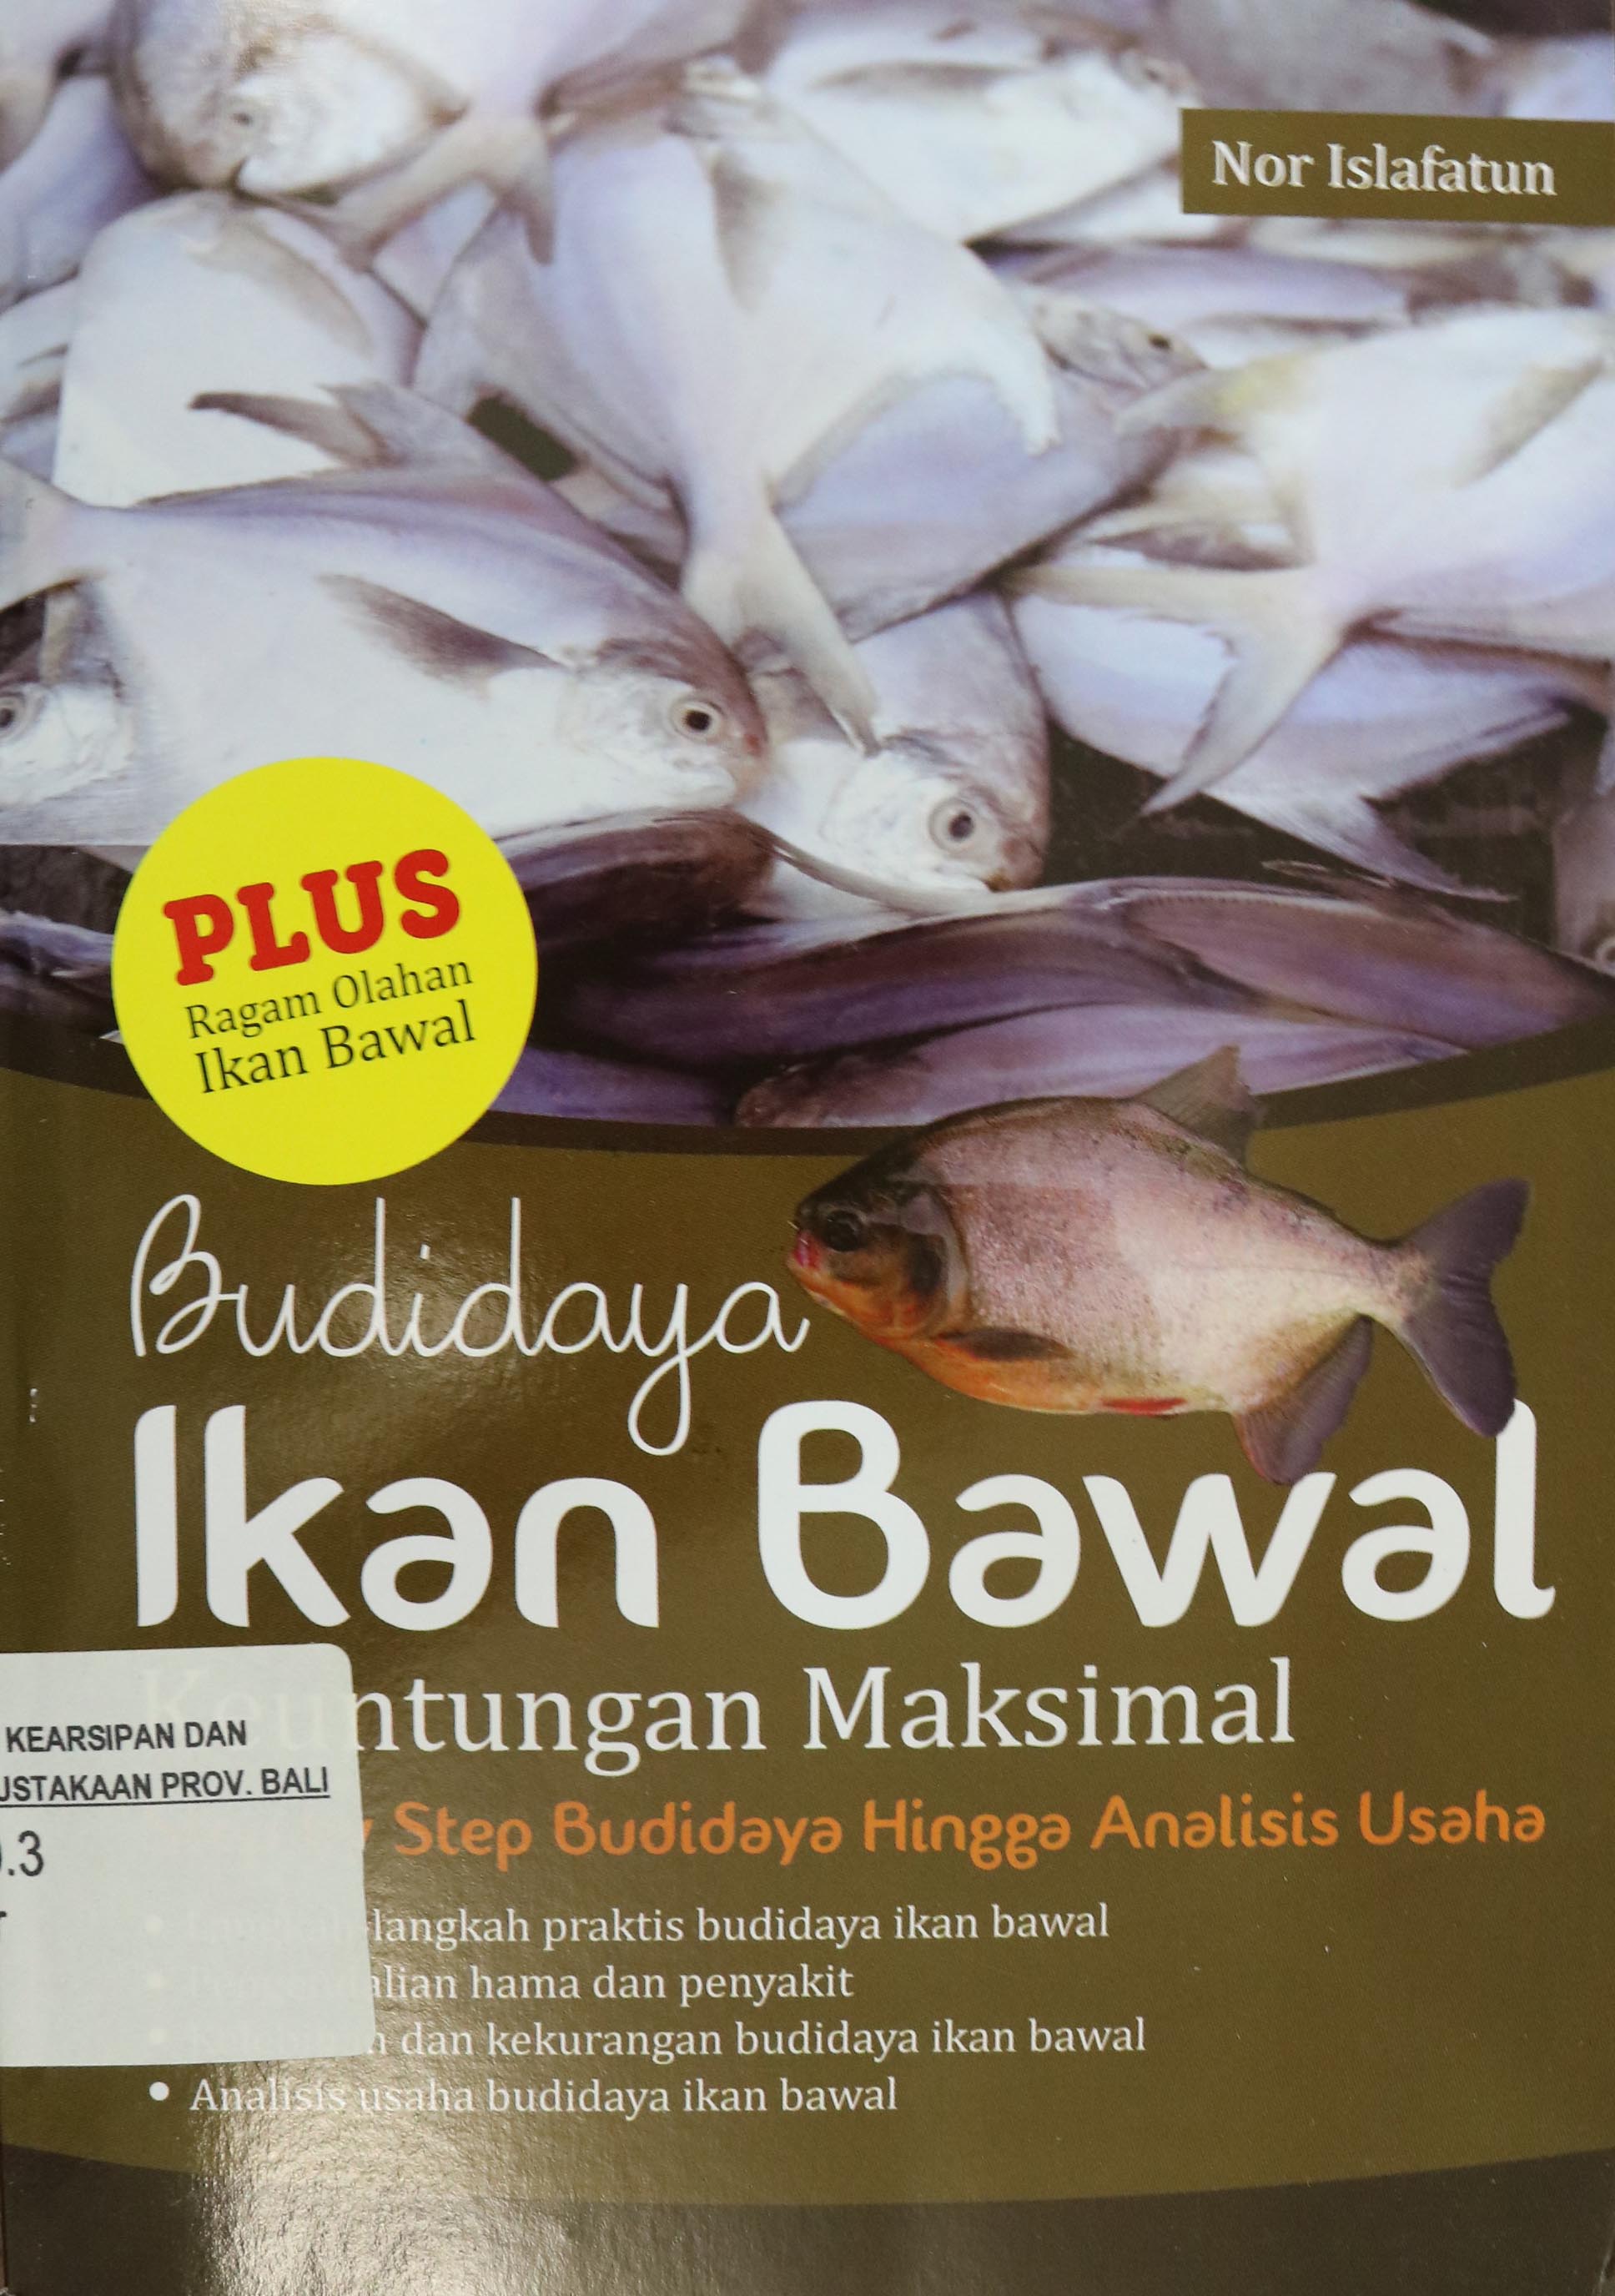 Nor Islafatun
PLUS
Ragam Olahan
Ikan Bawal
Budidaya
Ikan Bawal
Keuntungan Maksimal
Step Budidaya Hingga Analisis Usaha
KEARSIPAN DAN
USTAKAAN PROV. BALI
.3
langkah praktis budidaya ikan bawal
hama dan penyakit
dan kekurangan budidaya ikan bawal
• Analisis usaha budidaya ikan bawal